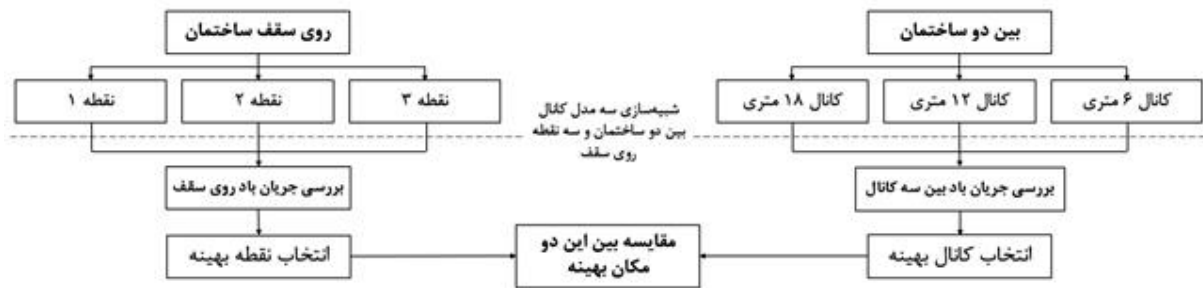 بین دو ساختمان
روی سقف ساختمان
کانال ۶ متری
کانال ۱۲ متری
کانال ۱۸ متری
نقطه ۳
نقطه ۲
نقطه ۱
شبیه‌سازی سه مدل کانال
بین دو ساختمان و سه نقطه
روی سقف
بررسی جریان باد بین سه کانال
بررسی جریان باد روی سقف
انتخاب کانال بهینه
مقایسه بین این دو
مکان بهینه
انتخاب نقطه بهینه